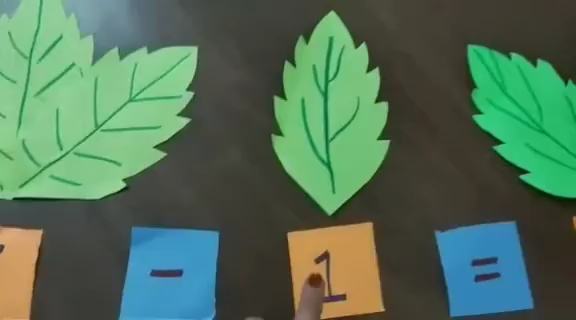 - 1 =